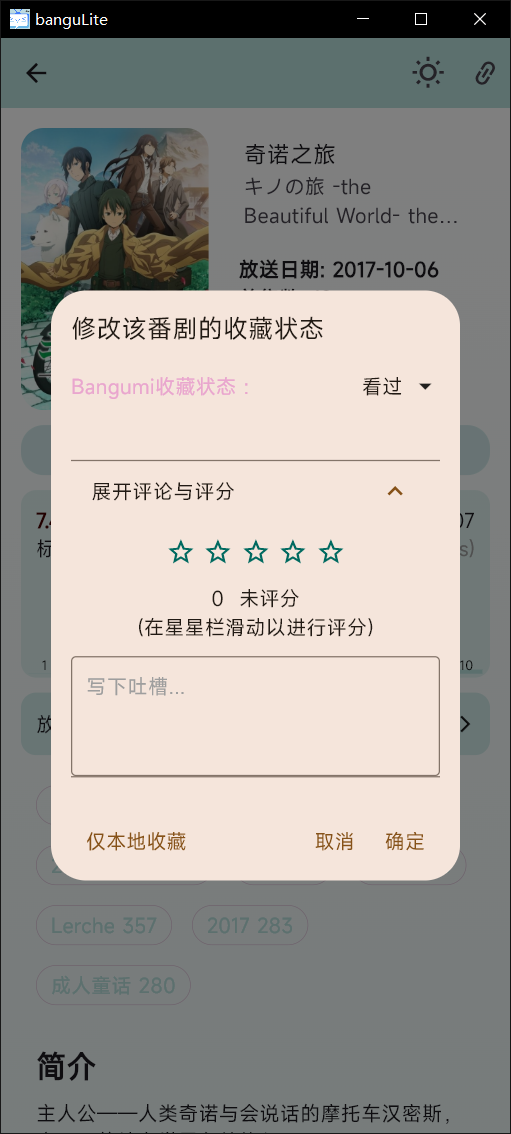 banguLite
奇诺之旅
キノの旅 -the
Beautiful World- the...
放送日期: 2017-10-06
修改该番剧的收藏状态
Bangumi收藏状态 :
看过
展开评论与评分
0 未评分
(在星星栏滑动以进行评分)
写下吐槽...
仅本地收藏
取消
确定
7.
07
标
s)
1
10
放
Lerche 357
2017 283
成人童话 280
简介
主人公——人类奇诺与会说话的摩托车汉密斯，